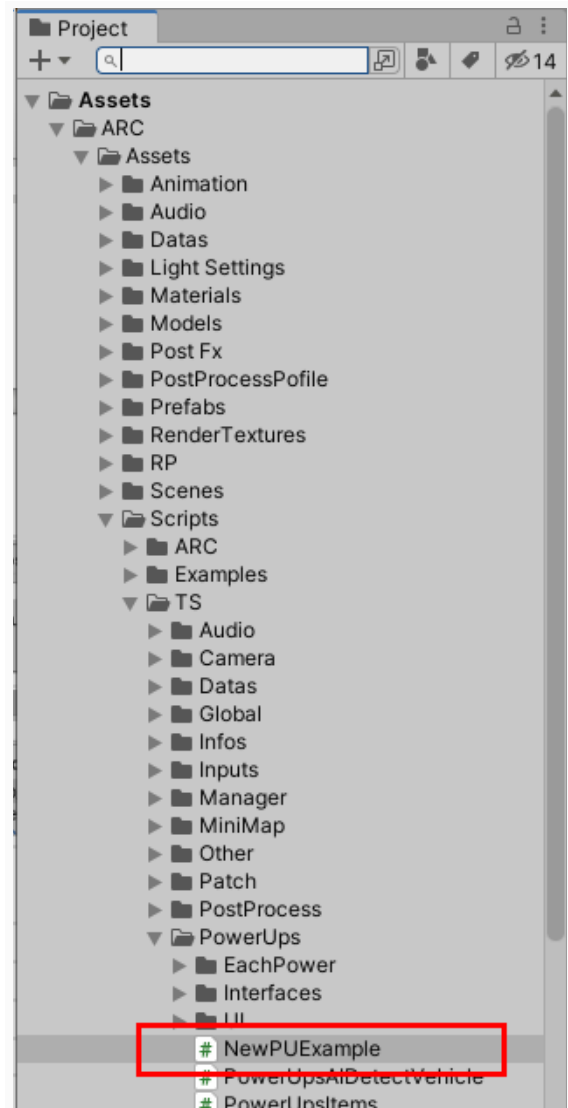 Project
14
Assets
ARC
Assets
Animation
Audio
Datas
Light Settings
Materials
Models
Post Fx
PostProcessPofile
Prefabs
RenderTextures
RP
Scenes
Scripts
ARC
Examples
TS
Audio
Camera
Datas
Global
Infos
Inputs
Manager
MiniMap
Other
Patch
PostProcess
PowerUps
EachPower
Interfaces
UI
# NewPUExample
# PowerUpsAIDetectVehicle
# PowerUpsItems